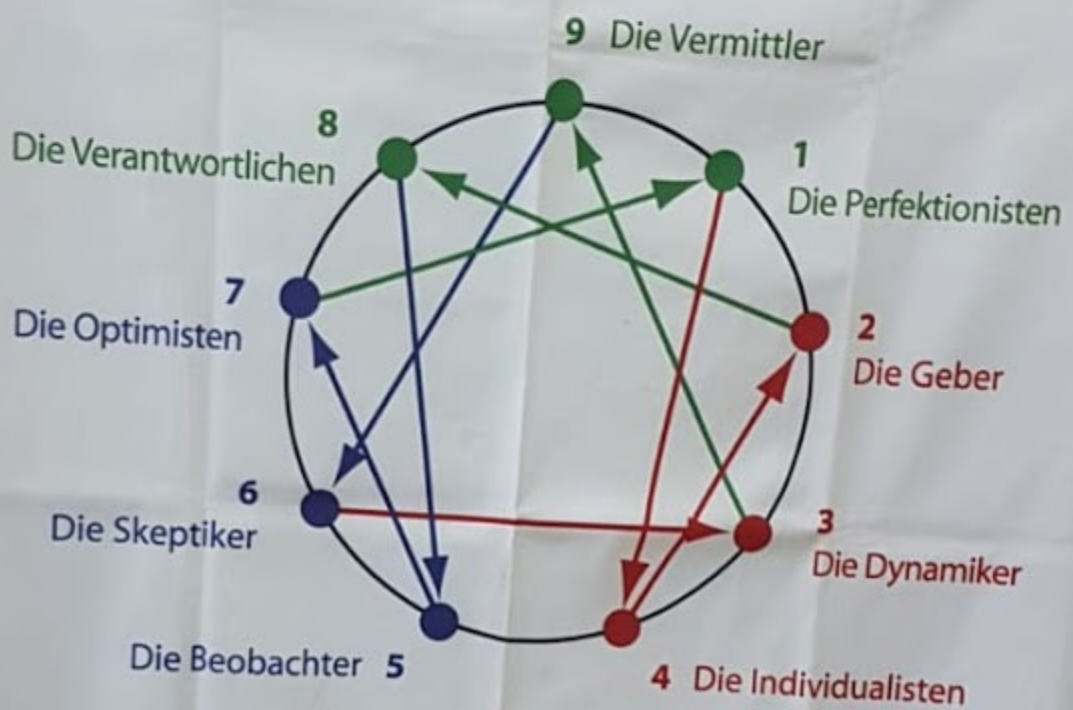 9 Die Vermittler
8
Die Verantwortlichen
1
Die Perfektionisten
7
Die Optimisten
2
Die Geber
6
Die Skeptiker
3
Die Dynamiker
Die Beobachter 5
4 Die Individualisten